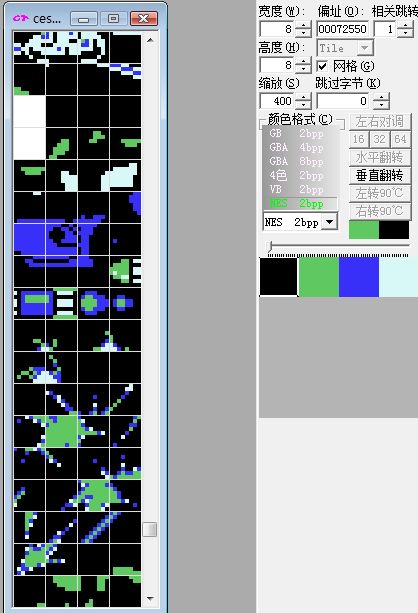 CT ces...
宽度(W): 偏址(O): 相关跳转
8 00072550 1
高度(H): Tile
8 网格(G)
缩放(S) 跳过字节(K)
400 0
颜色格式(C) 左右对调
GB 2bpp
GBA 4bpp 16 32 64
GBA 8bpp 水平翻转
4色 2bpp 垂直翻转
VB 2bpp 左转90℃
NES 2bpp 右转90℃
NES 2bpp